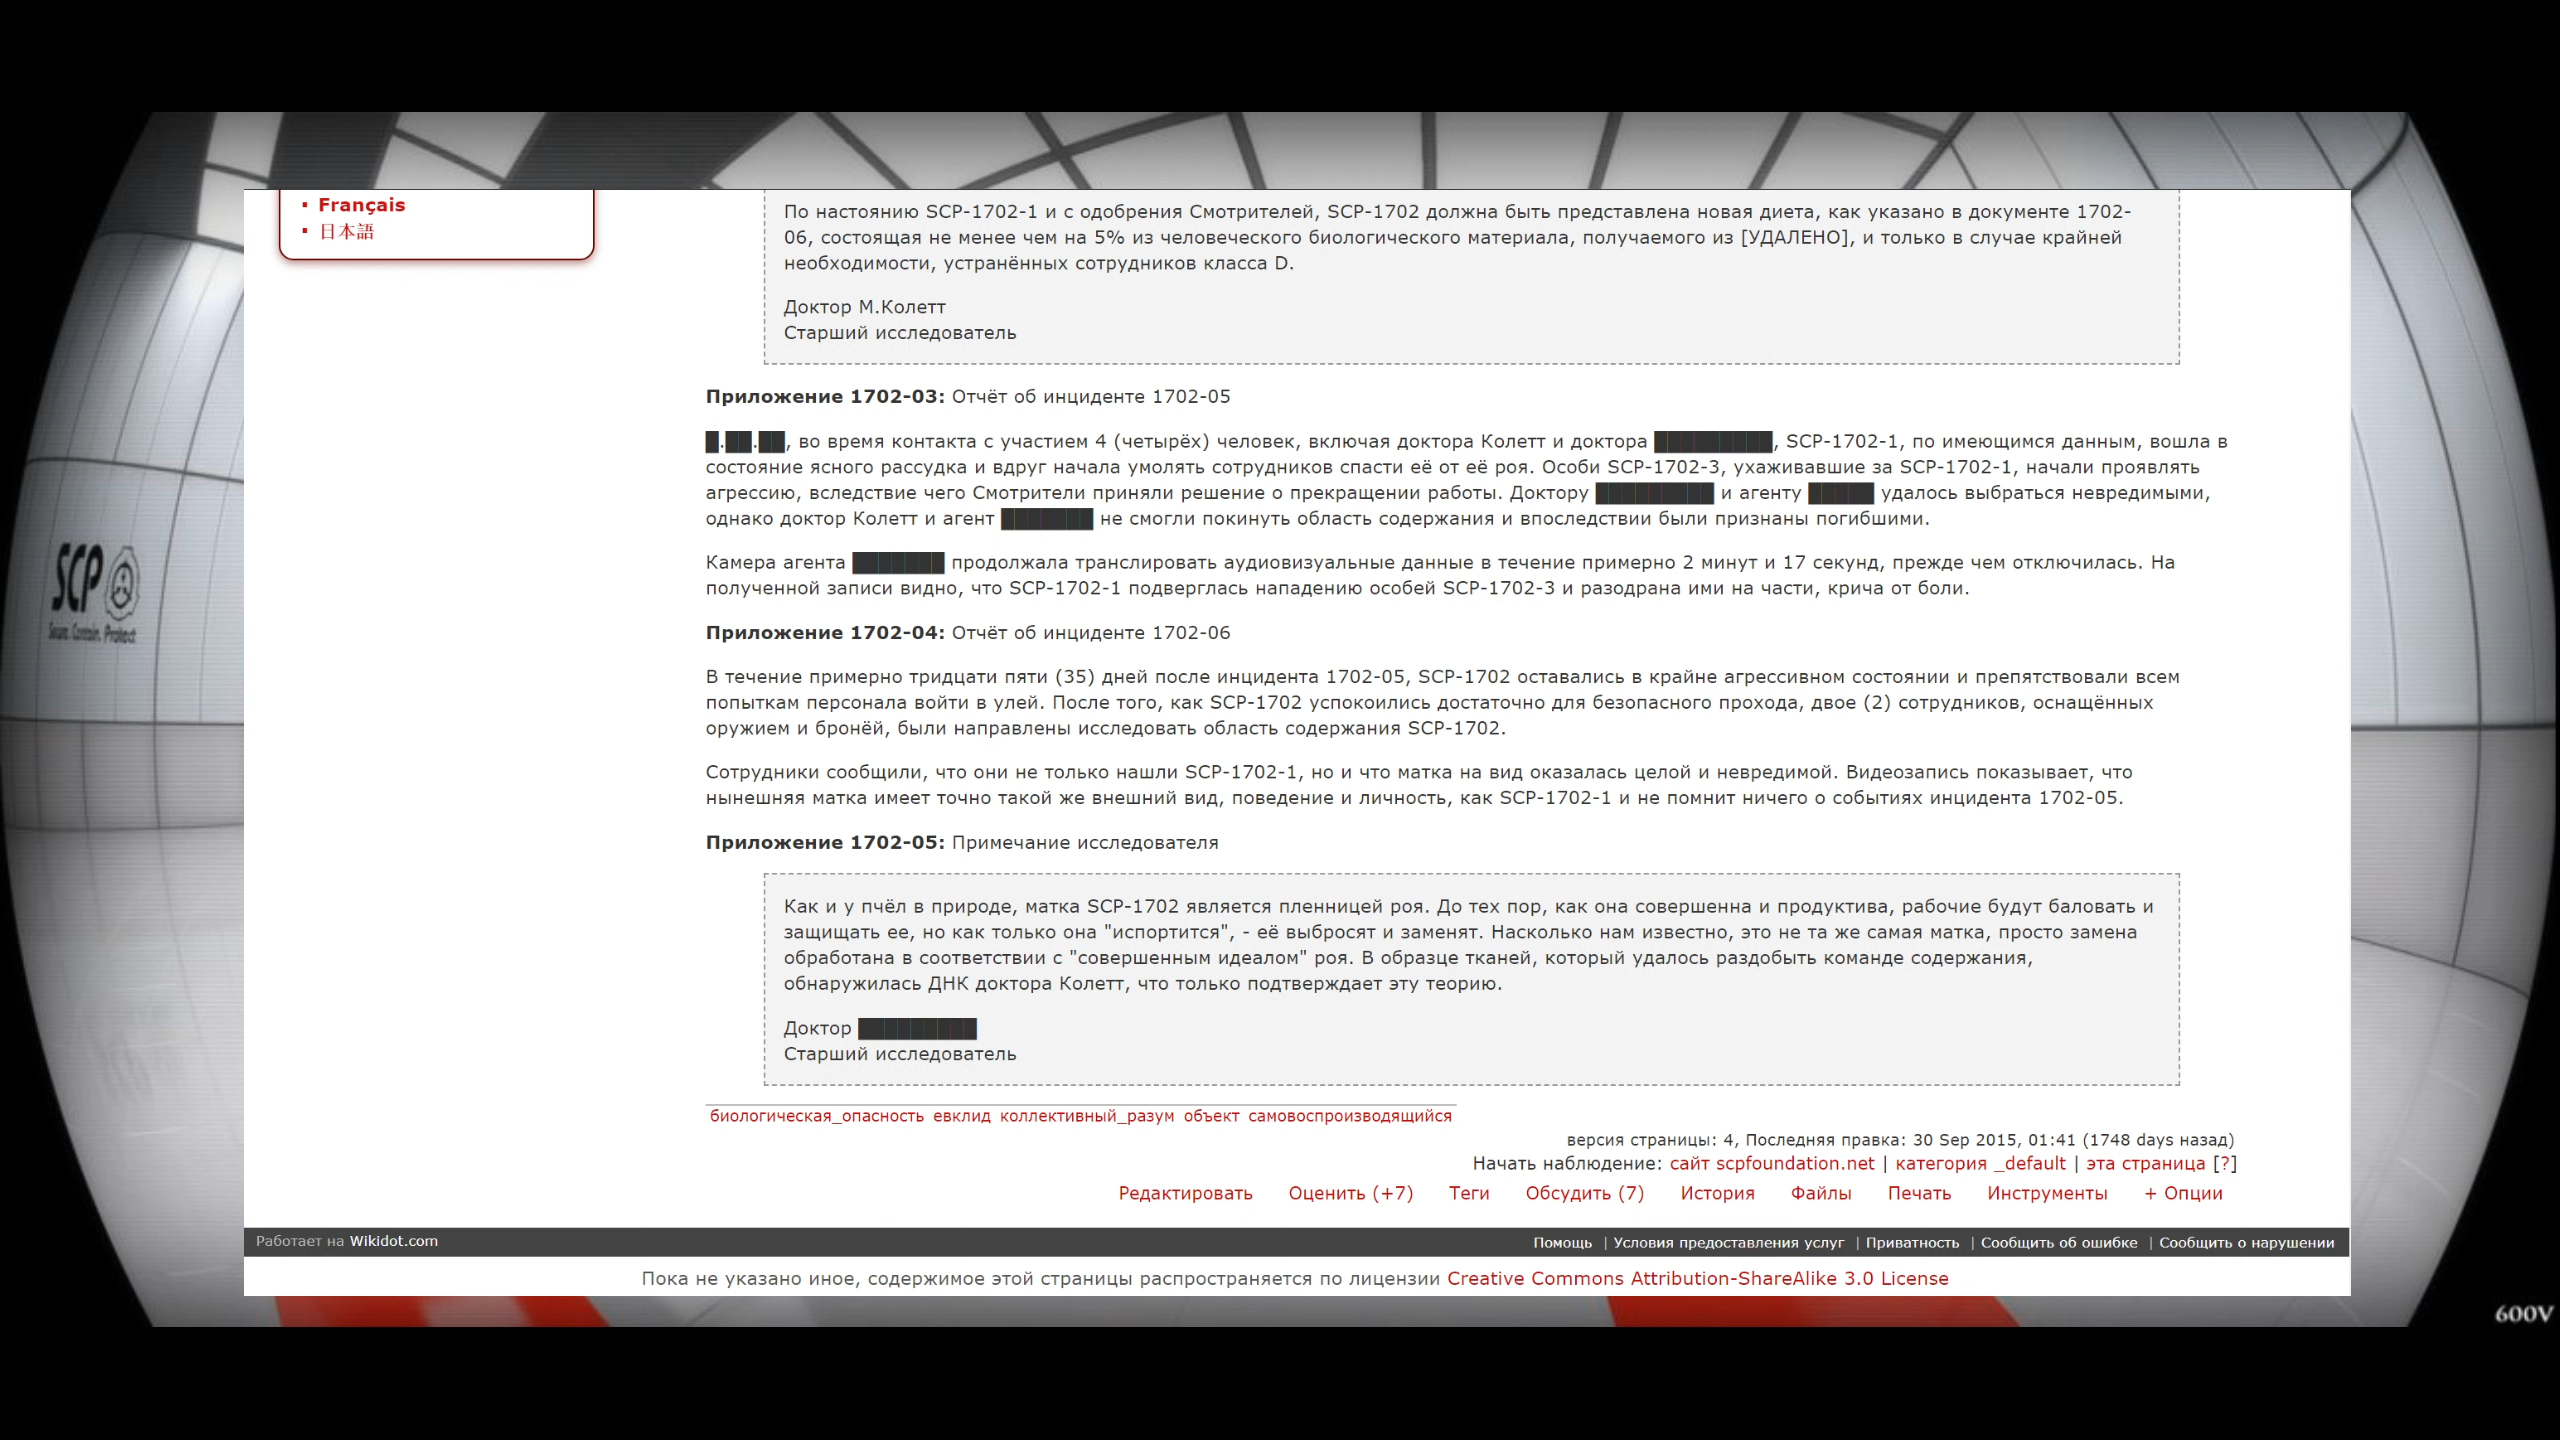 Français
日本語
По настоянию SCP-1702-1 и с одобрения Смотрителей, SCP-1702 должна быть представлена новая диета, как указано в документе 1702-
06, состоящая не менее чем на 5% из человеческого биологического материала, получаемого из [УДАЛЕНО], и только в случае крайней
необходимости, устранённых сотрудников класса D.
Доктор М.Колетт
Старший исследователь
Приложение 1702-03: Отчёт об инциденте 1702-05
█.██.██, во время контакта с участием 4 (четырёх) человек, включая доктора Колетт и доктора █████████, SCP-1702-1, по имеющимся данным, вошла в
состояние ясного рассудка и вдруг начала умолять сотрудников спасти её от её роя. Особи SCP-1702-3, ухаживавшие за SCP-1702-1, начали проявлять
агрессию, вследствие чего Смотрители приняли решение о прекращении работы. Доктору █████████ и агенту █████ удалось выбраться невредимыми,
однако доктор Колетт и агент ███████ не смогли покинуть область содержания и впоследствии были признаны погибшими.
Камера агента ███████ продолжала транслировать аудиовизуальные данные в течение примерно 2 минут и 17 секунд, прежде чем отключилась. На
полученной записи видно, что SCP-1702-1 подверглась нападению особей SCP-1702-3 и разодрана ими на части, крича от боли.
Приложение 1702-04: Отчёт об инциденте 1702-06
В течение примерно тридцати пяти (35) дней после инцидента 1702-05, SCP-1702 оставались в крайне агрессивном состоянии и препятствовали всем
попыткам персонала войти в улей. После того, как SCP-1702 успокоились достаточно для безопасного прохода, двое (2) сотрудников, оснащённых
оружием и бронёй, были направлены исследовать область содержания SCP-1702.
Сотрудники сообщили, что они не только нашли SCP-1702-1, но и что матка на вид оказалась целой и невредимой. Видеозапись показывает, что
нынешняя матка имеет точно такой же внешний вид, поведение и личность, как SCP-1702-1 и не помнит ничего о событиях инцидента 1702-05.
Приложение 1702-05: Примечание исследователя
Как и у пчёл в природе, матка SCP-1702 является пленницей роя. До тех пор, как она совершенна и продуктива, рабочие будут баловать и
защищать ее, но как только она "испортится", - её выбросят и заменят. Насколько нам известно, это не та же самая матка, просто замена
обработана в соответствии с "совершенным идеалом" роя. В образце тканей, который удалось раздобыть команде содержания,
обнаружилась ДНК доктора Колетт, что только подтверждает эту теорию.
Доктор █████████
Старший исследователь
биологическая_опасность евклид коллективный_разум объект самовоспроизводящийся
версия страницы: 4, Последняя правка: 30 Sep 2015, 01:41 (1748 days назад)
Начать наблюдение: сайт scpfoundation.net | категория _default | эта страница [?]
Редактировать Оценить (+7) Теги Обсудить (7) История Файлы Печать Инструменты + Опции
Работает на Wikidot.com
Помощь | Условия предоставления услуг | Приватность | Сообщить об ошибке | Сообщить о нарушении
Пока не указано иное, содержимое этой страницы распространяется по лицензии Creative Commons Attribution-ShareAlike 3.0 License
SCP
Secure. Contain. Protect
600V